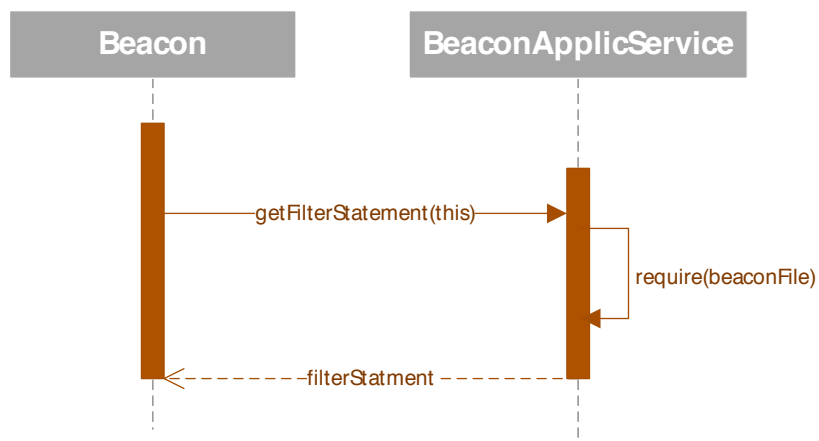 Beacon
BeaconApplicService
getFilterStatement(this)
require(beaconFile)
filterStatment